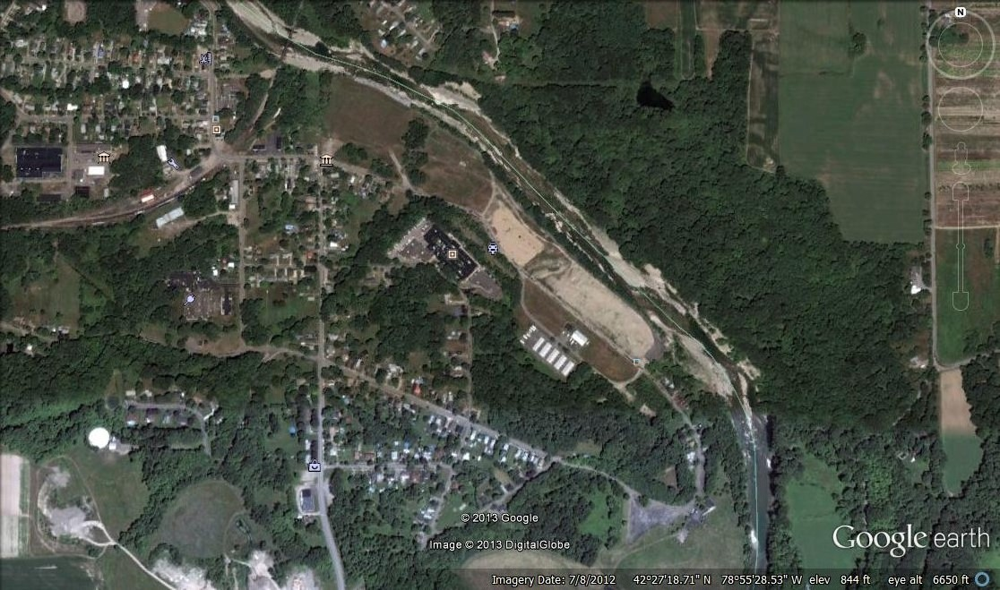 N
© 2013 Google
Image © 2013 DigitalGlobe
Google earth
Imagery Date: 7/8/2012 42°27'18.71" N 78°55'28.53" W elev 844 ft eye alt 6650 ft